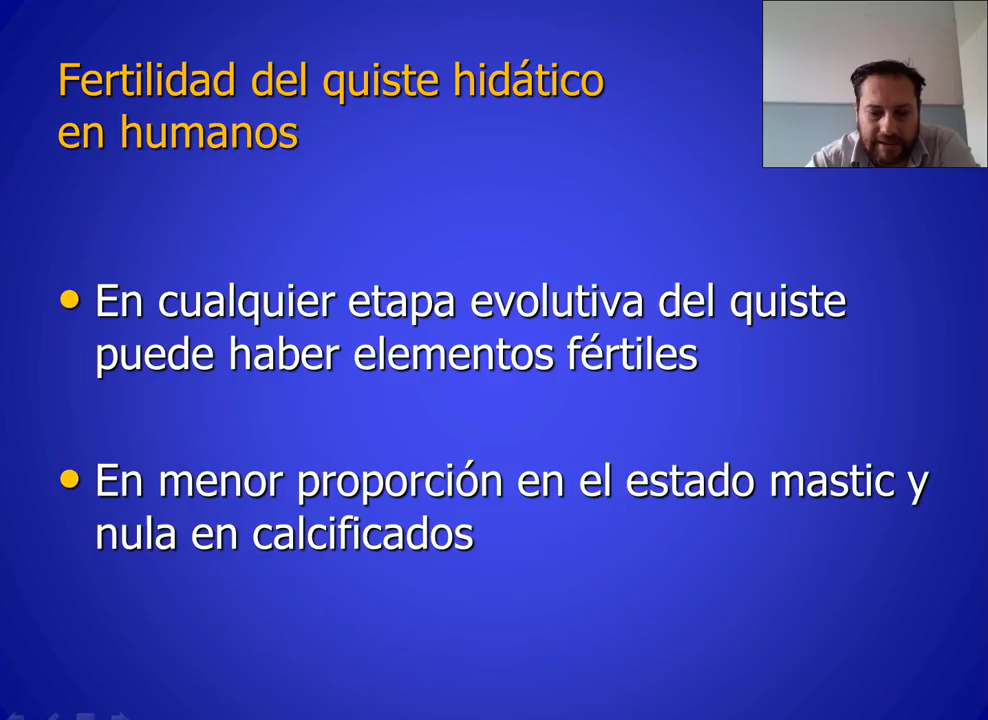 Fertilidad del quiste hidático
en humanos
• En cualquier etapa evolutiva del quiste
puede haber elementos fértiles
• En menor proporción en el estado mastic y
nula en calcificados